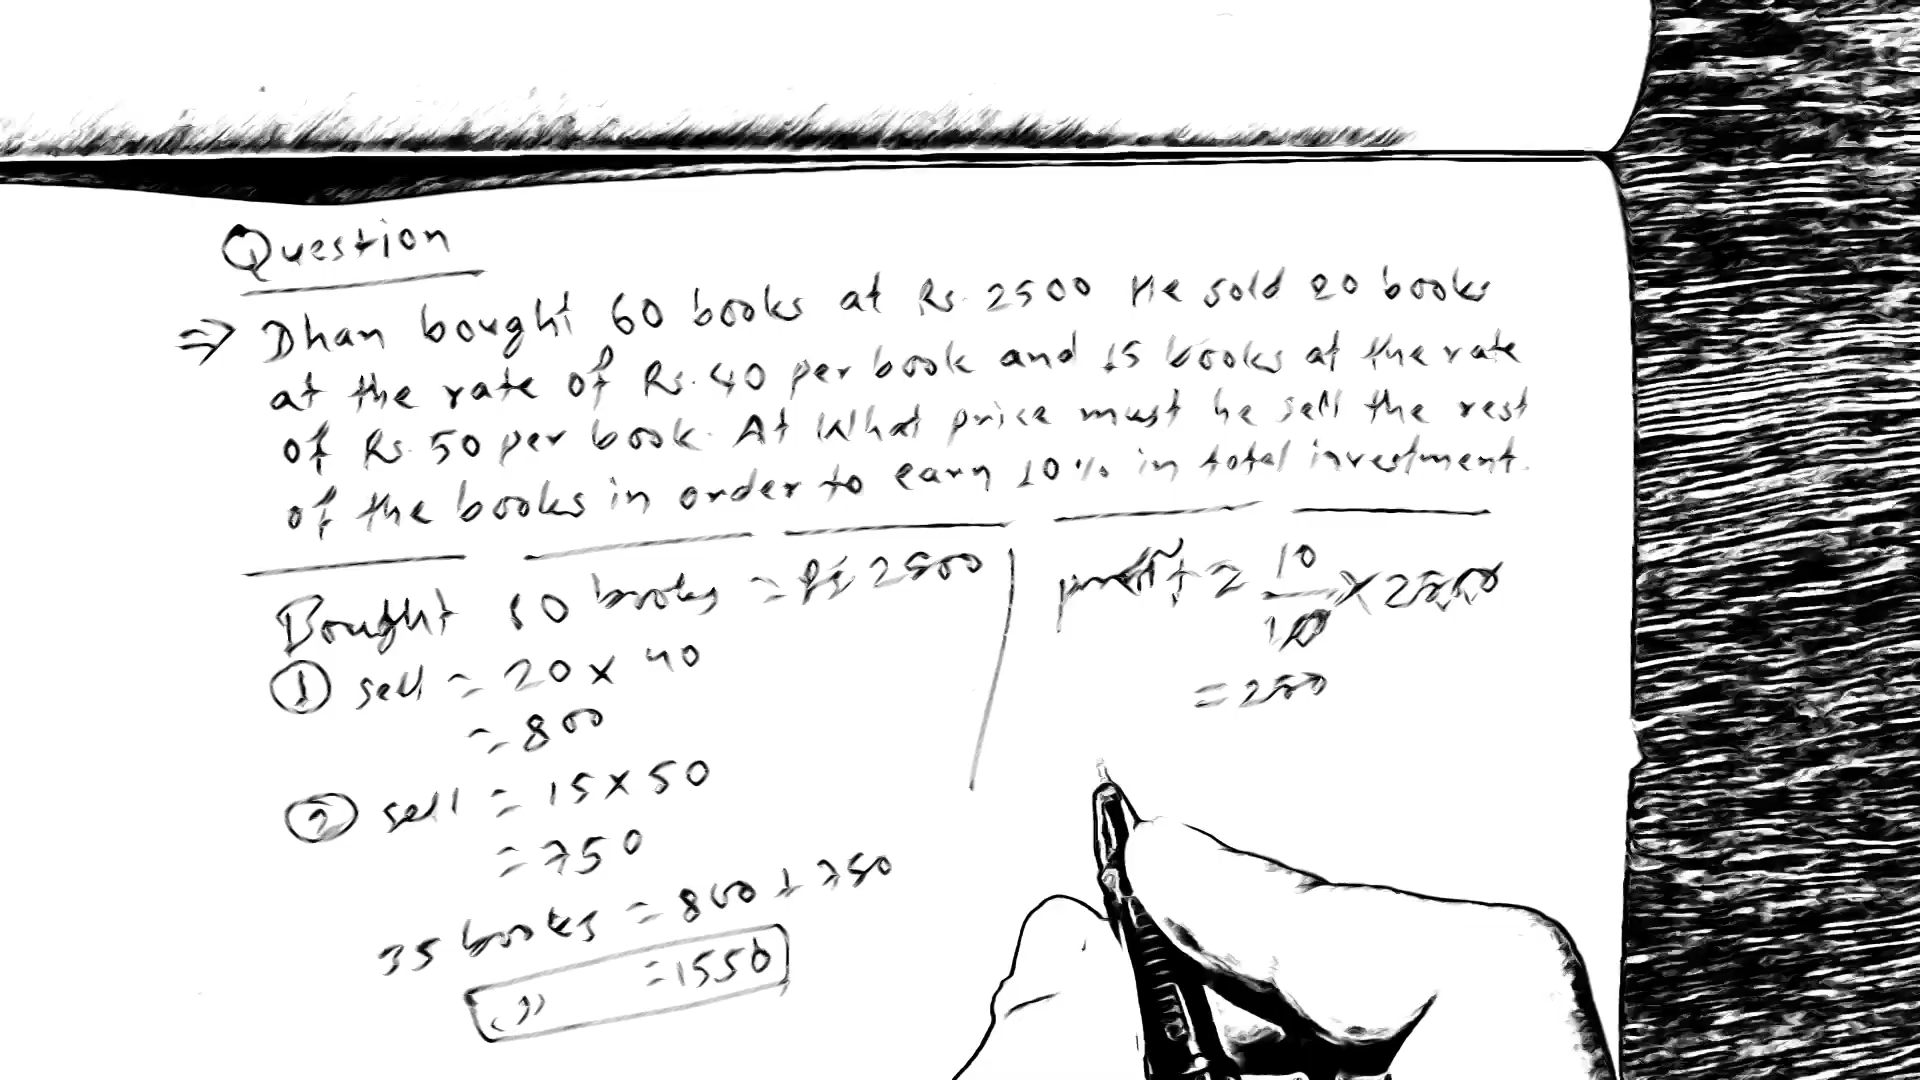 Question
⇒ Dhan bought 60 books at Rs. 2500 He sold 20 books
at the rate of Rs. 40 per book and 15 books at the rate
of Rs. 50 per book. At What price must he sell the rest
of the books in order to earn 10% in total investment.
Bought 60 books = Rs 2500
① sell = 20 x 40
= 800
② sell = 15 x 50
= 750
35 books = 800 + 750
= 1550
profit = 10/100 x 2500
= 250